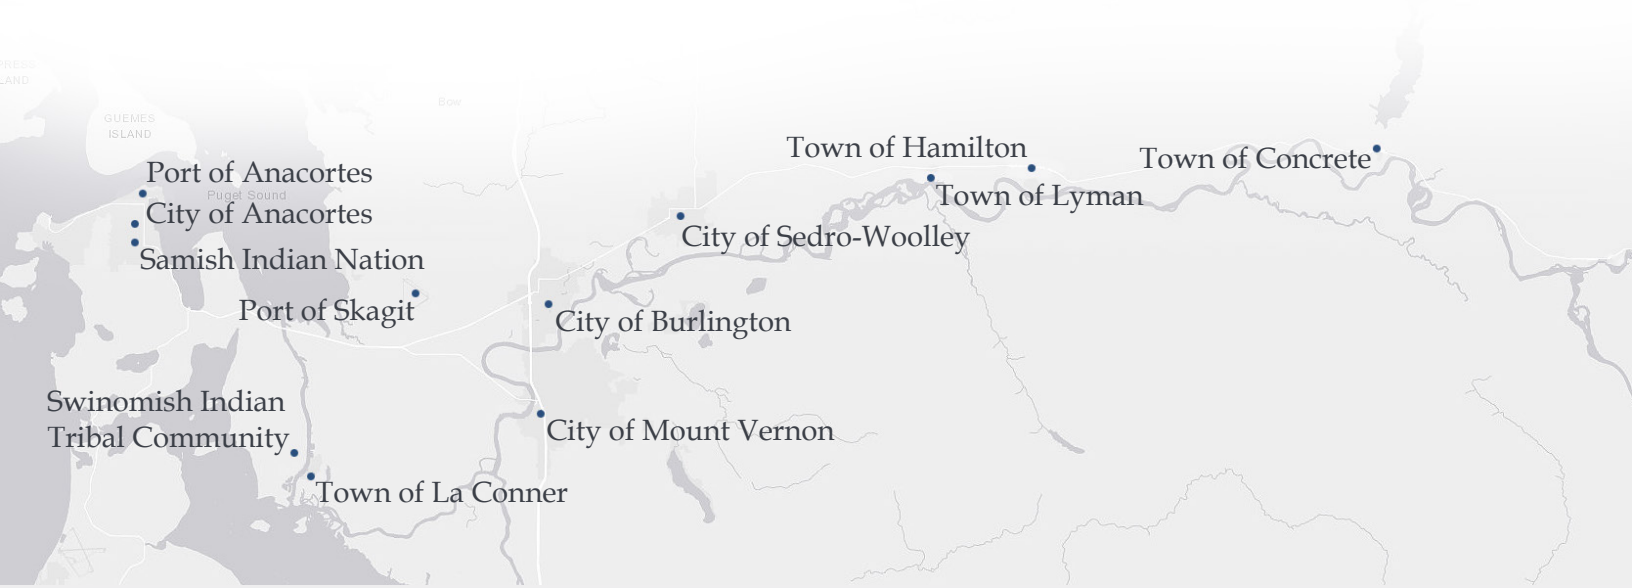 Bow
GUEMES
ISLAND
Port of Anacortes
Puget Sound
City of Anacortes
Samish Indian Nation
Port of Skagit
Town of Hamilton
Town of Lyman
Town of Concrete
City of Sedro-Woolley
City of Burlington
Swinomish Indian
Tribal Community
City of Mount Vernon
Town of La Conner